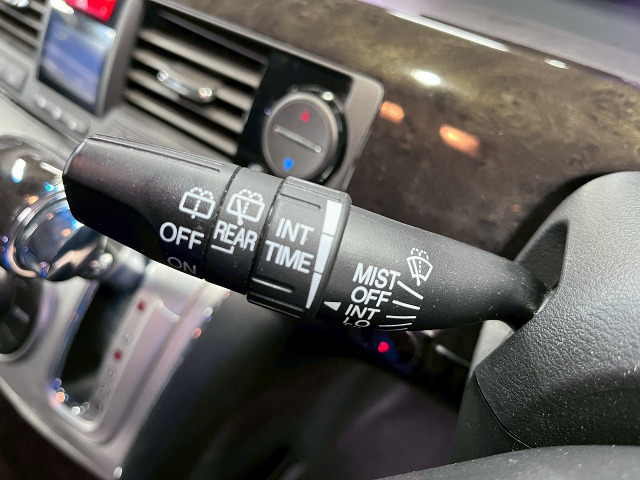 OFF
ON
REAR
INT
TIME
MIST
OFF
INT
LO